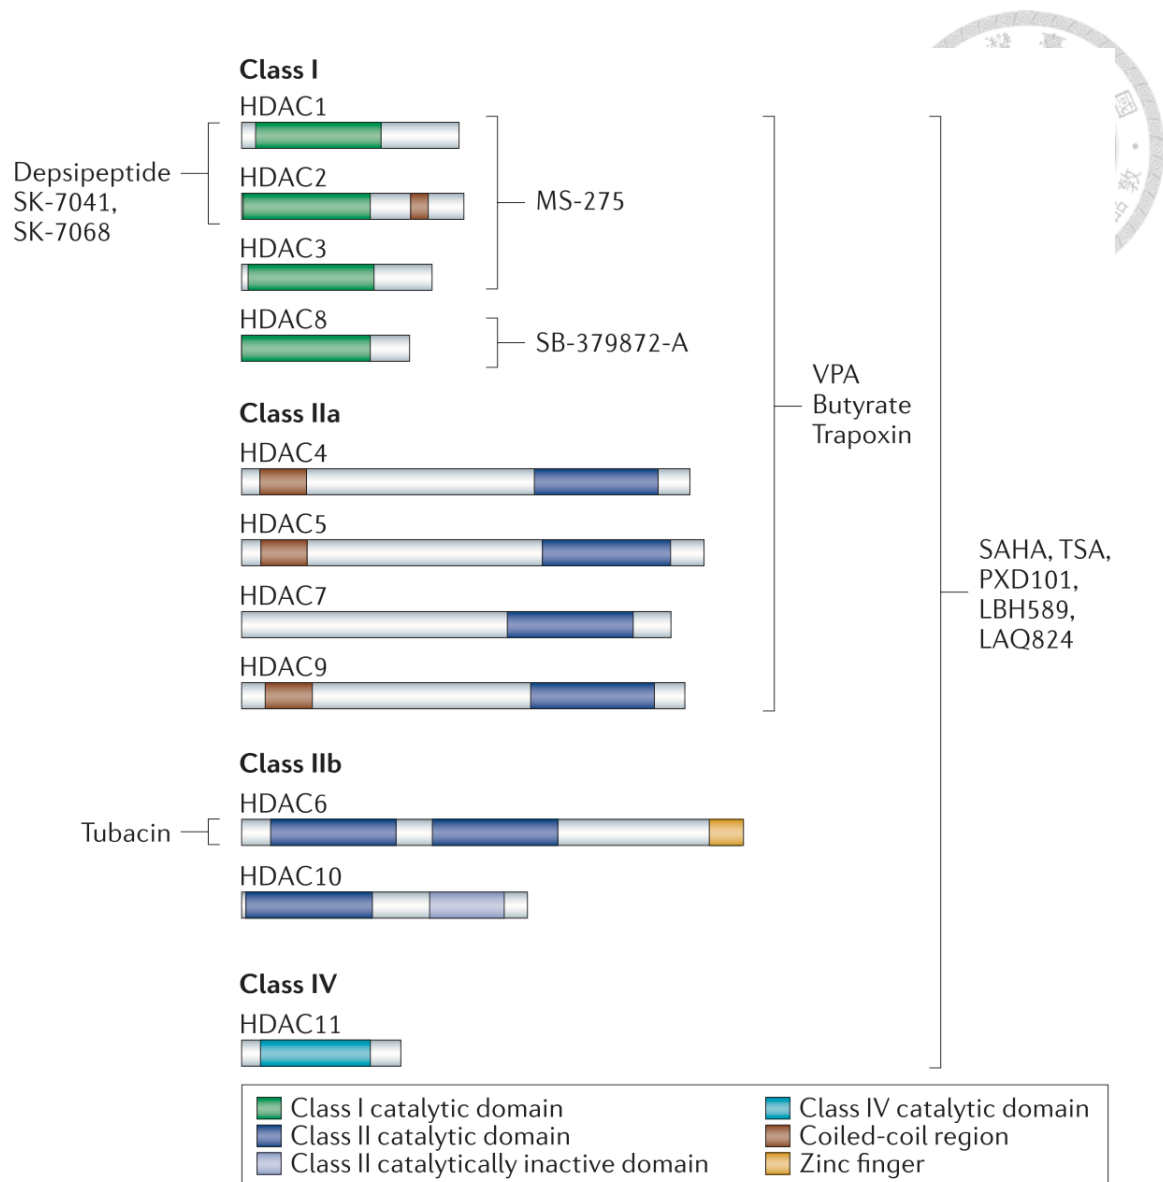 Class I
HDAC1
Depsipeptide
SK-7041,
SK-7068
HDAC2
MS-275
HDAC3
HDAC8
SB-379872-A
VPA
Butyrate
Trapoxin
Class IIa
HDAC4
HDAC5
SAHA, TSA,
PXD101,
LBH589,
LAQ824
HDAC7
HDAC9
Class IIb
HDAC6
Tubacin
HDAC10
Class IV
HDAC11
Class I catalytic domain
Class II catalytic domain
Class II catalytically inactive domain
Class IV catalytic domain
Coiled-coil region
Zinc finger